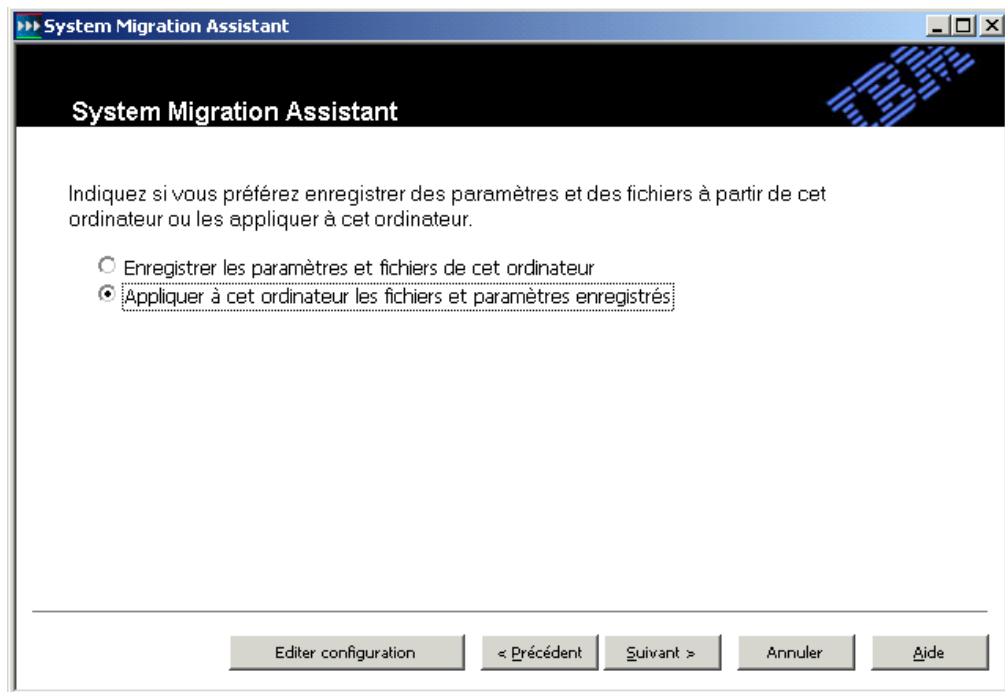 System Migration Assistant
IBM
System Migration Assistant
Indiquez si vous préférez enregistrer des paramètres et des fichiers à partir de cet
ordinateur ou les appliquer à cet ordinateur.
Enregistrer les paramètres et fichiers de cet ordinateur
Appliquer à cet ordinateur les fichiers et paramètres enregistrés
Editer configuration
< Précédent
Suivant >
Annuler
Aide